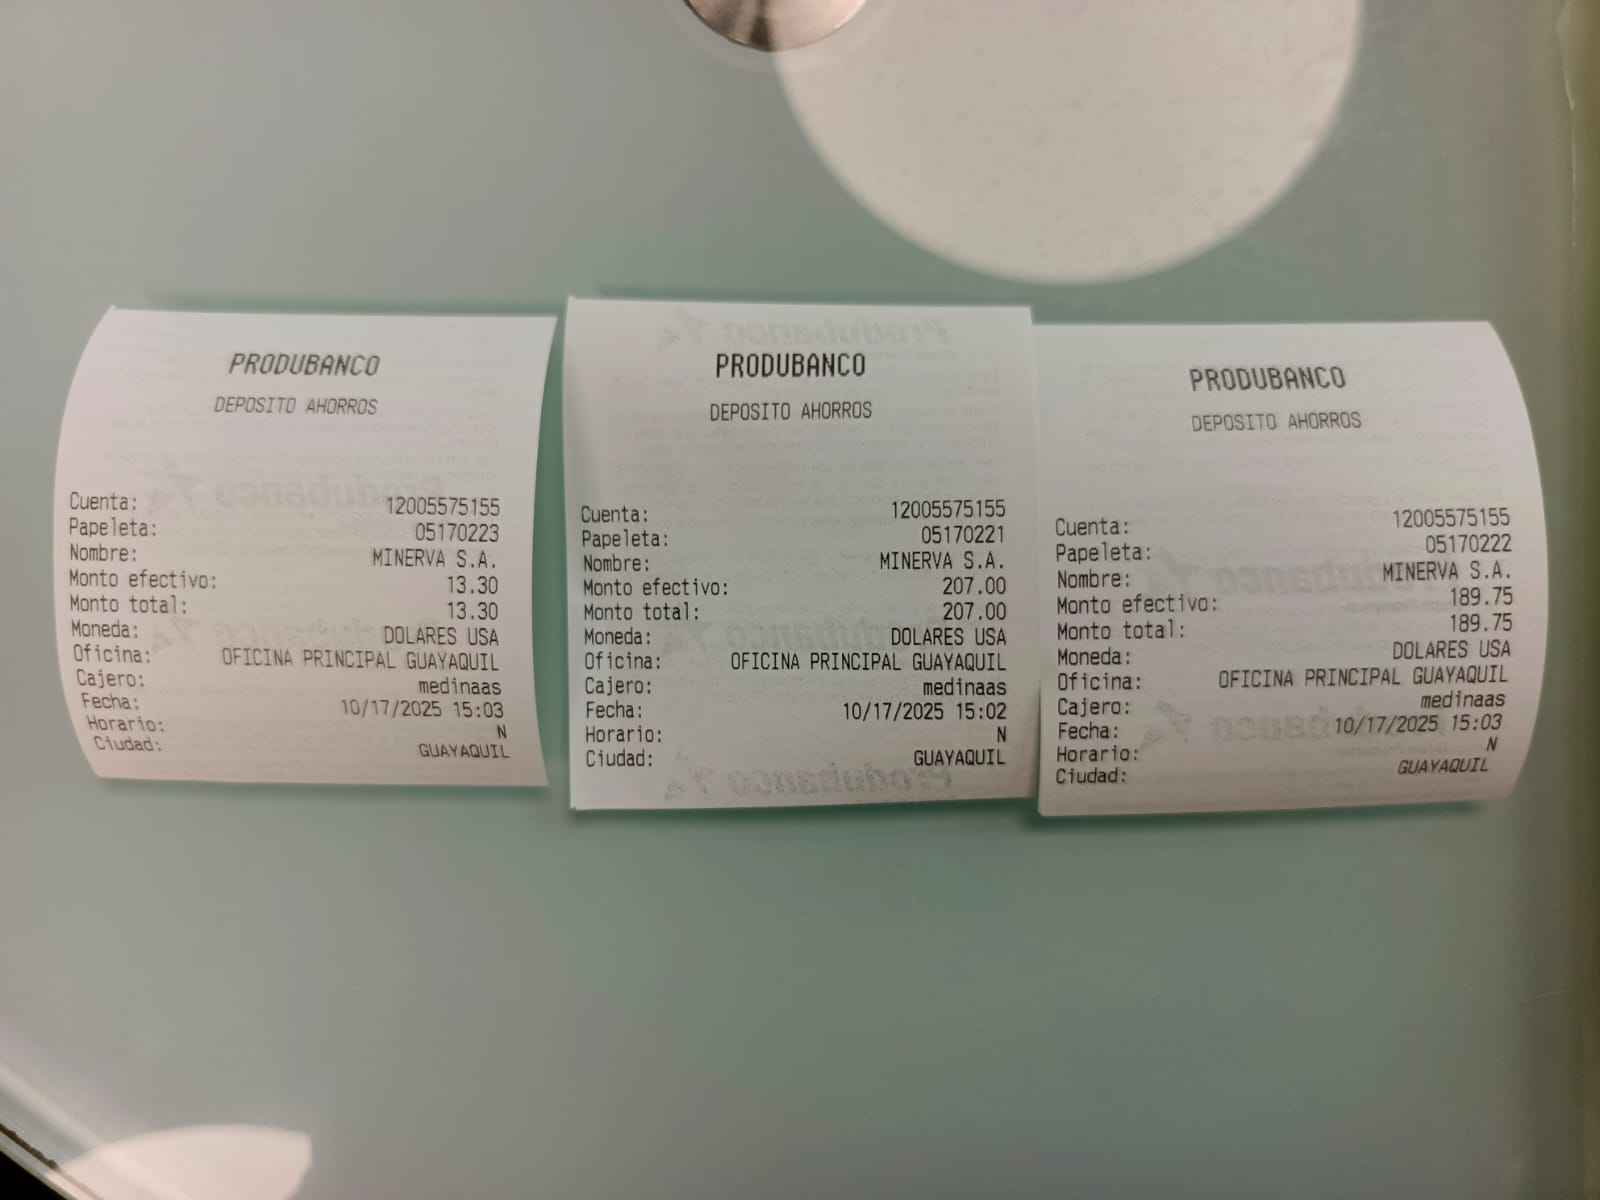 PRODUBANCO
DEPOSITO AHORROS
Cuenta: 12005575155
Papeleta: 05170223
Nombre: MINERVA S.A.
Monto efectivo: 13.30
Monto total: 13.30
Moneda: DOLARES USA
Oficina: OFICINA PRINCIPAL GUAYAQUIL
Cajero: medinaas
Fecha: 10/17/2025 15:03
Horario: N
Ciudad: GUAYAQUIL
PRODUBANCO
DEPOSITO AHORROS
Cuenta: 12005575155
Papeleta: 05170221
Nombre: MINERVA S.A.
Monto efectivo: 207.00
Monto total: 207.00
Moneda: DOLARES USA
Oficina: OFICINA PRINCIPAL GUAYAQUIL
Cajero: medinaas
Fecha: 10/17/2025 15:02
Horario: N
Ciudad: GUAYAQUIL
PRODUBANCO
DEPOSITO AHORROS
Cuenta: 12005575155
Papeleta: 05170222
Nombre: MINERVA S.A.
Monto efectivo: 189.75
Monto total: 189.75
Moneda: DOLARES USA
Oficina: OFICINA PRINCIPAL GUAYAQUIL
Cajero: medinaas
Fecha: 10/17/2025 15:03
Horario: N
Ciudad: GUAYAQUIL